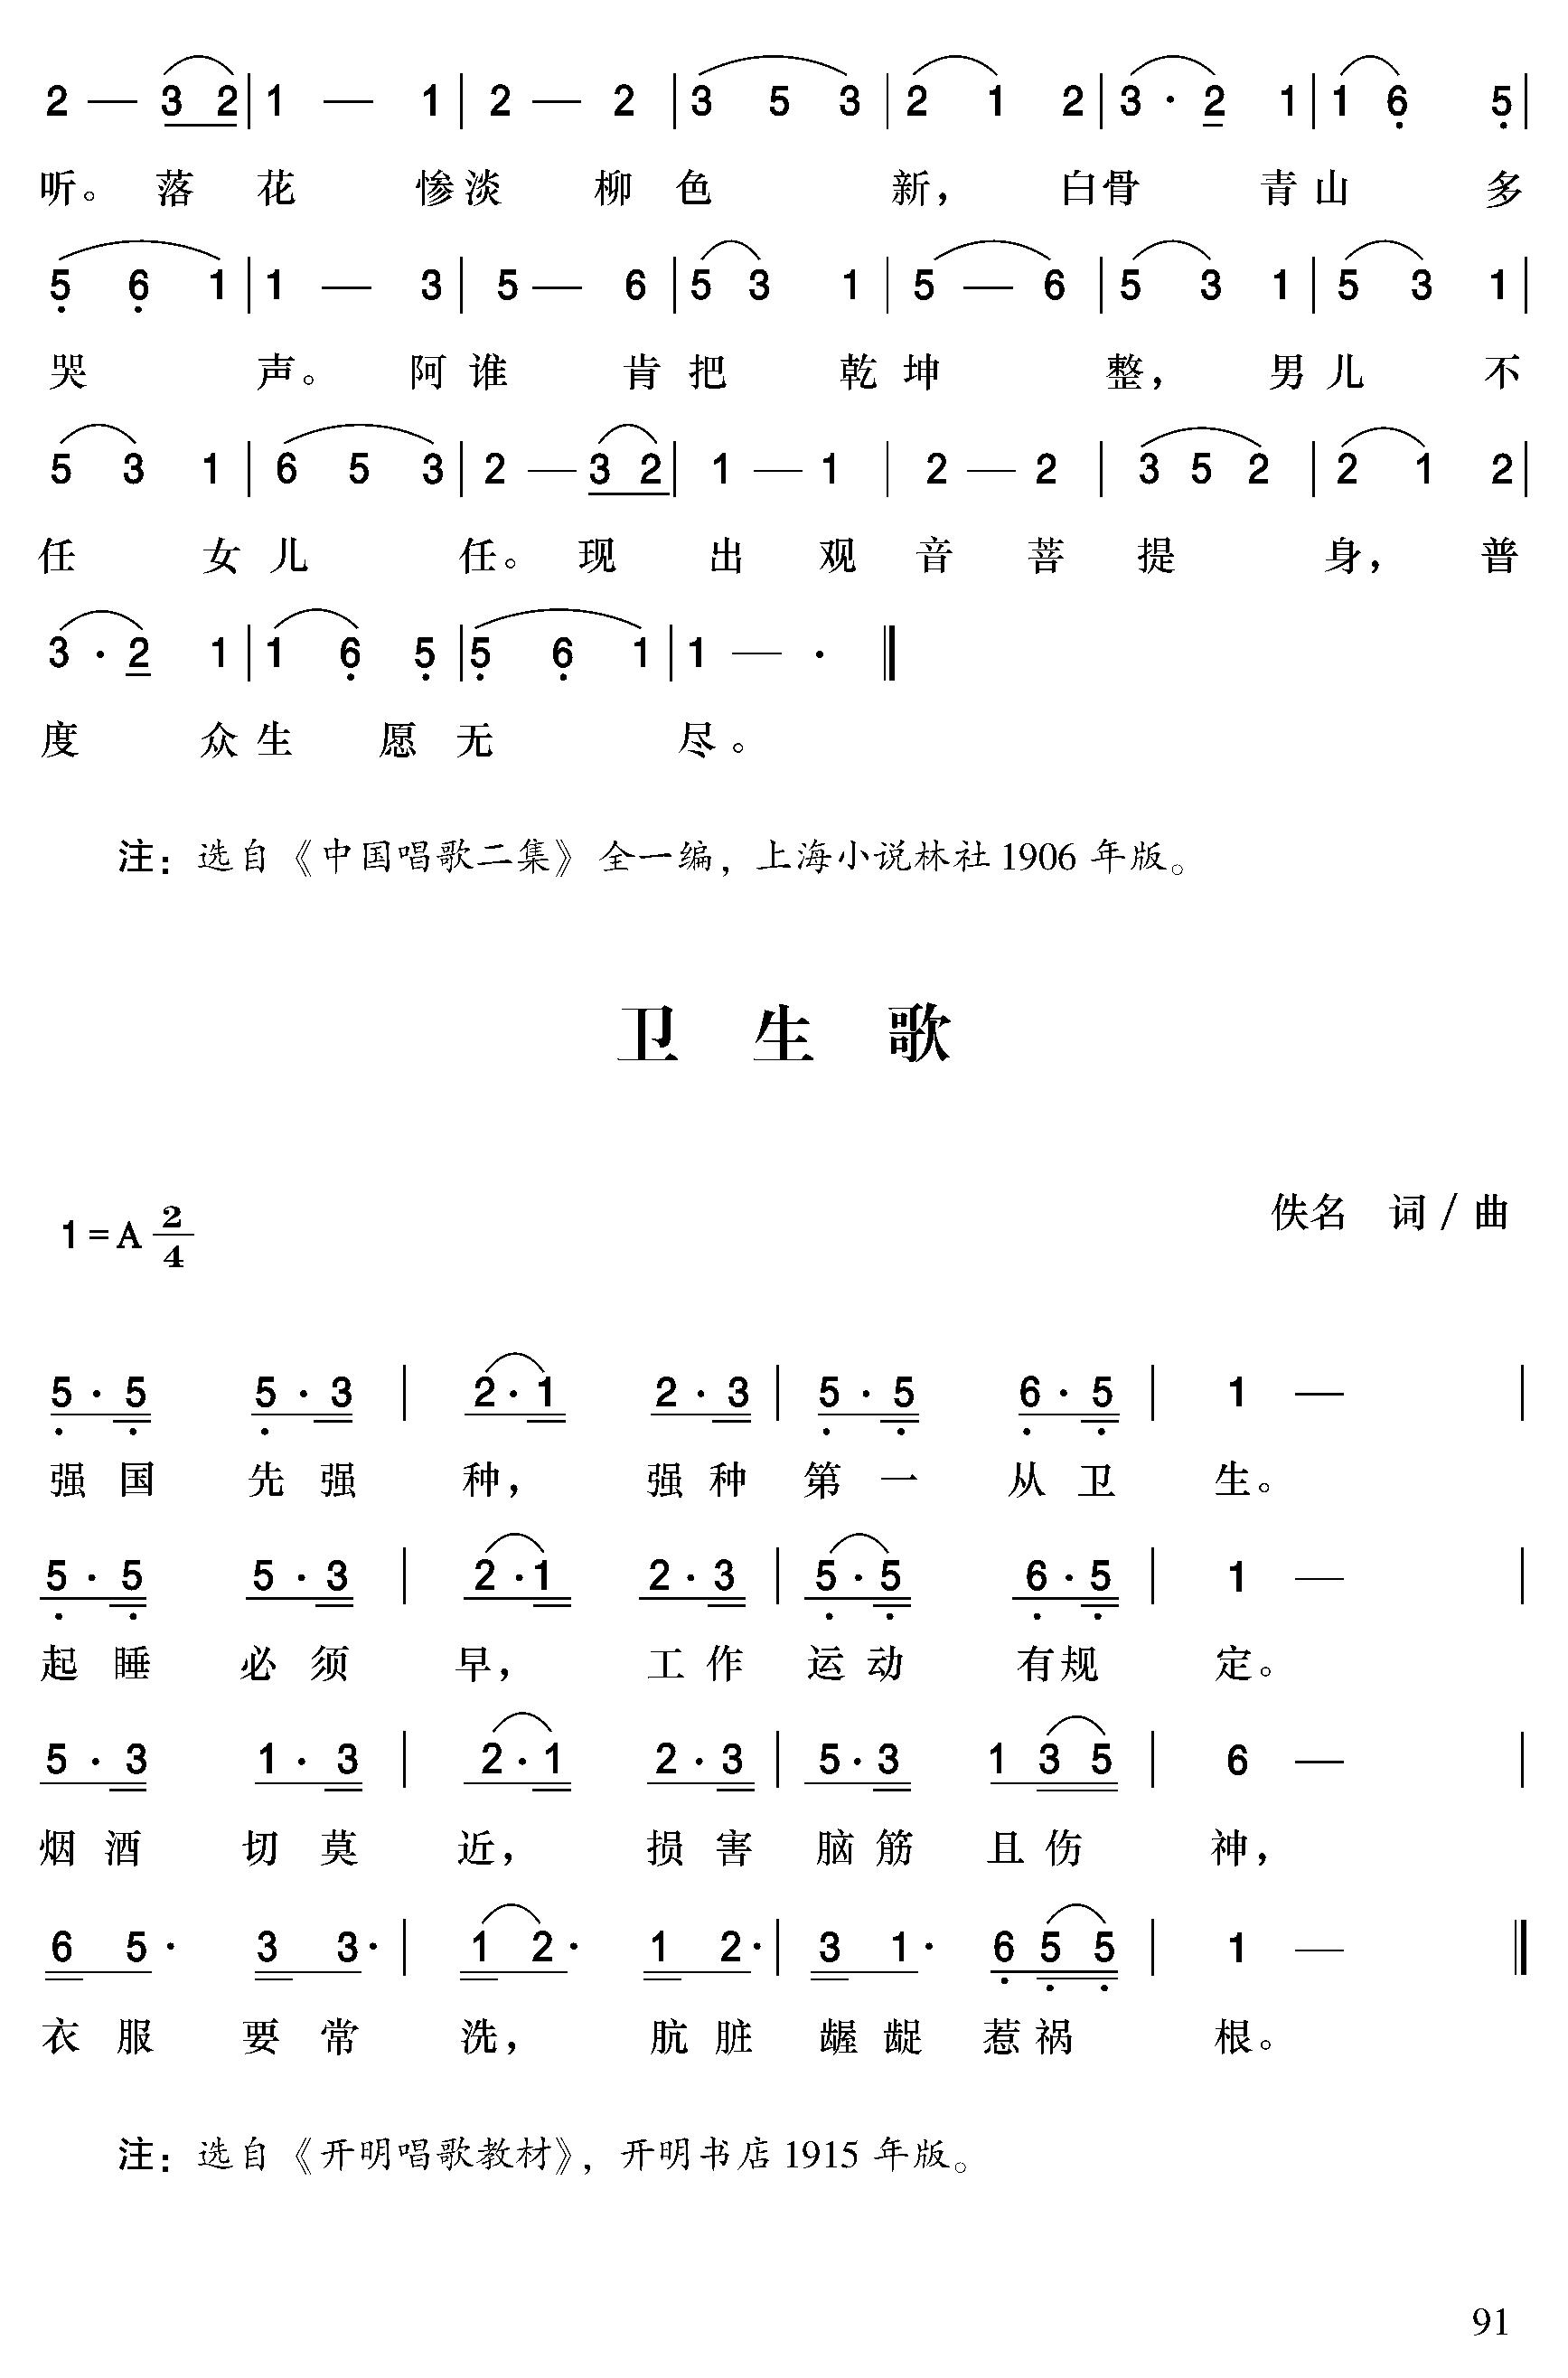 2 — 3 2 | 1 — 1 | 2 — 2 | 3 5 3 | 2 1 2 | 3 · 2 1 | 1 6 5 |
听。 落 花 惨 淡 柳 色 新， 白 骨 青 山 多
5 6 1 | 1 — 3 | 5 — 6 | 5 3 1 | 5 — 6 | 5 3 1 | 5 3 1 |
哭 声。 阿 谁 肯 把 乾 坤 整， 男 儿 不
5 3 1 | 6 5 3 | 2 — 3 2 | 1 — 1 | 2 — 2 | 3 5 2 | 2 1 2 |
任 女 儿 任。 现 出 观 音 菩 提 身， 普
3 · 2 1 | 1 6 5 | 5 6 1 | 1 — · ‖
度 众 生 愿 无 尽。
注：选自《中国唱歌二集》全一编，上海小说林社1906年版。
卫 生 歌
佚名 词 / 曲
1 = A 2/4
5 · 5 5 · 3 | 2 · 1 2 · 3 | 5 · 5 6 · 5 | 1 — |
强 国 先 强 种， 强 种 第 一 从 卫 生。
5 · 5 5 · 3 | 2 · 1 2 · 3 | 5 · 5 6 · 5 | 1 — |
起 睡 必 须 早， 工 作 运 动 有 规 定。
5 · 3 1 · 3 | 2 · 1 2 · 3 | 5 · 3 1 3 5 | 6 — |
烟 酒 切 莫 近， 损 害 脑 筋 且 伤 神，
6 5 · 3 3 · | 1 2 · 1 2 · | 3 1 · 6 5 5 | 1 — ‖
衣 服 要 常 洗， 肮 脏 龌 龊 惹 祸 根。
注：选自《开明唱歌教材》，开明书店1915年版。
91